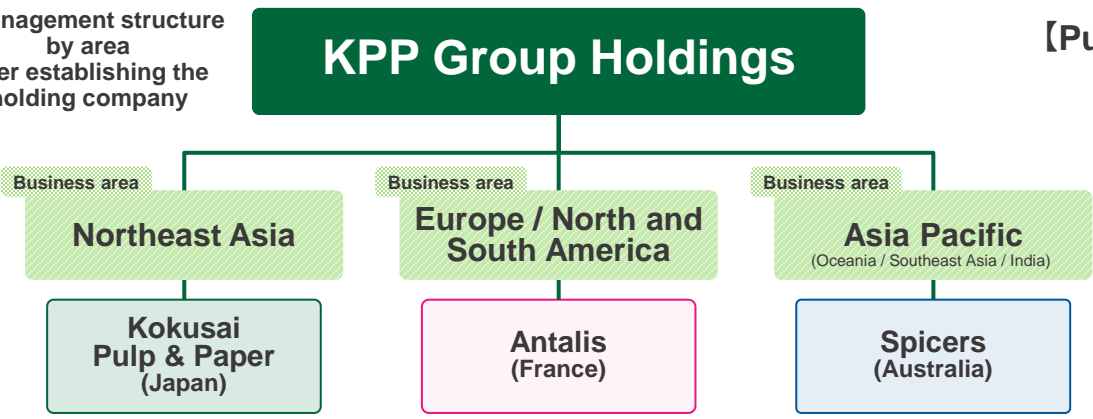 nagement structure
by area
er establishing the
holding company
KPP Group Holdings
【Pu
Business area
Northeast Asia
Business area
Europe / North and
South America
Business area
Asia Pacific
(Oceania / Southeast Asia / India)
Kokusai
Pulp & Paper
(Japan)
Antalis
(France)
Spicers
(Australia)